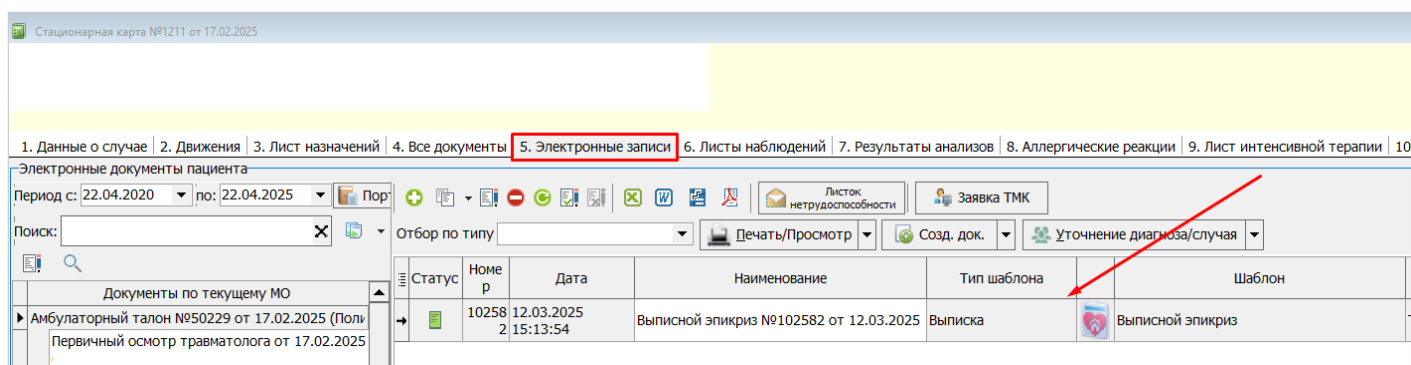 Стационарная карта №1211 от 17.02.2025
1. Данные о случае 2. Движения 3. Лист назначений 4. Все документы 5. Электронные записи 6. Листы наблюдений 7. Результаты анализов 8. Аллергические реакции 9. Лист интенсивной терапии 10
Электронные документы пациента
Период с: 22.04.2020 по: 22.04.2025 Порт
Листок
нетрудоспособности
Заявка ТМК
Поиск:
Отбор по типу
Печать/Просмотр
Созд. док.
Уточнение диагноза/случая
Документы по текущему МО
Статус
Номе
р
Дата
Наименование
Тип шаблона
Шаблон
Амбулаторный талон №50229 от 17.02.2025 (Поли
Первичный осмотр травматолога от 17.02.2025
10258
2
12.03.2025
15:13:54
Выписной эпикриз №102582 от 12.03.2025
Выписка
Выписной эпикриз